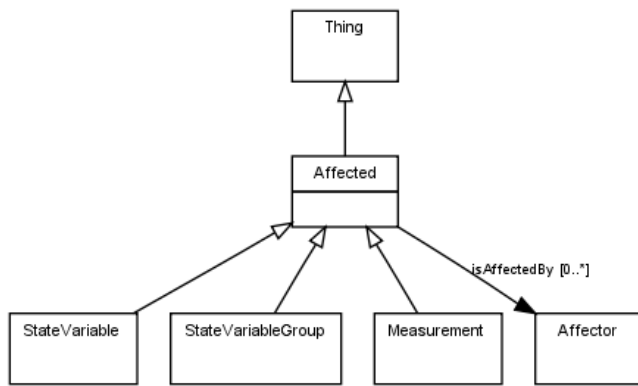 Thing
Affected
isAffectedBy [0..*]
StateVariable
StateVariableGroup
Measurement
Affector